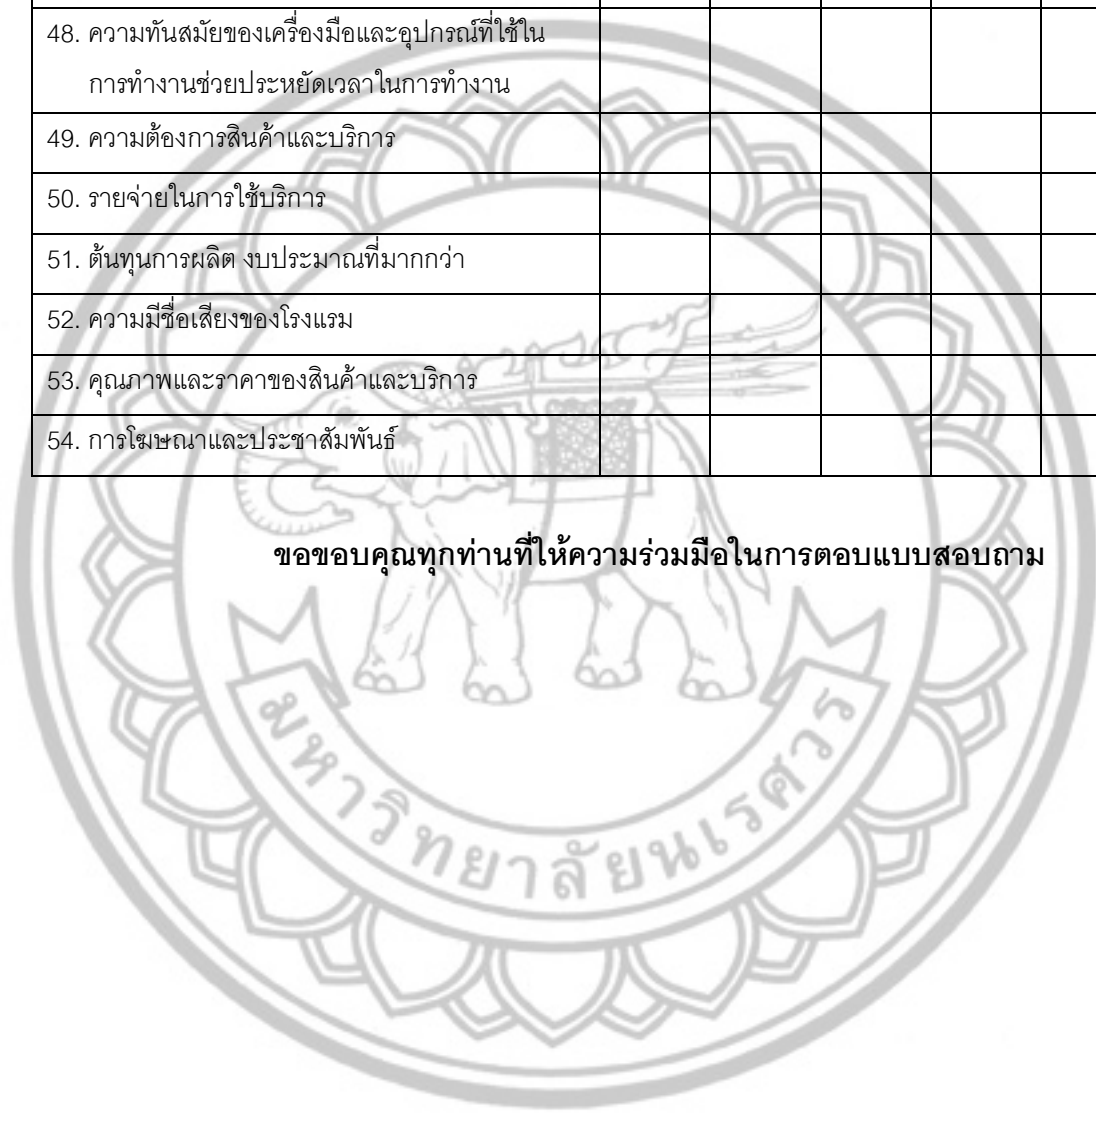 48. ความทันสมัยของเครื่องมือและอุปกรณ์ที่ใช้ใน
การทำงานช่วยประหยัดเวลาในการทำงาน
49. ความต้องการสินค้าและบริการ
50. รายจ่ายในการใช้บริการ
51. ต้นทุนการผลิต งบประมาณที่มากกว่า
52. ความมีชื่อเสียงของโรงแรม
53. คุณภาพและราคาของสินค้าและบริการ
54. การโฆษณาและประชาสัมพันธ์
ขอขอบคุณทุกท่านที่ให้ความร่วมมือในการตอบแบบสอบถาม
มหาวิทยาลัยนเรศวร